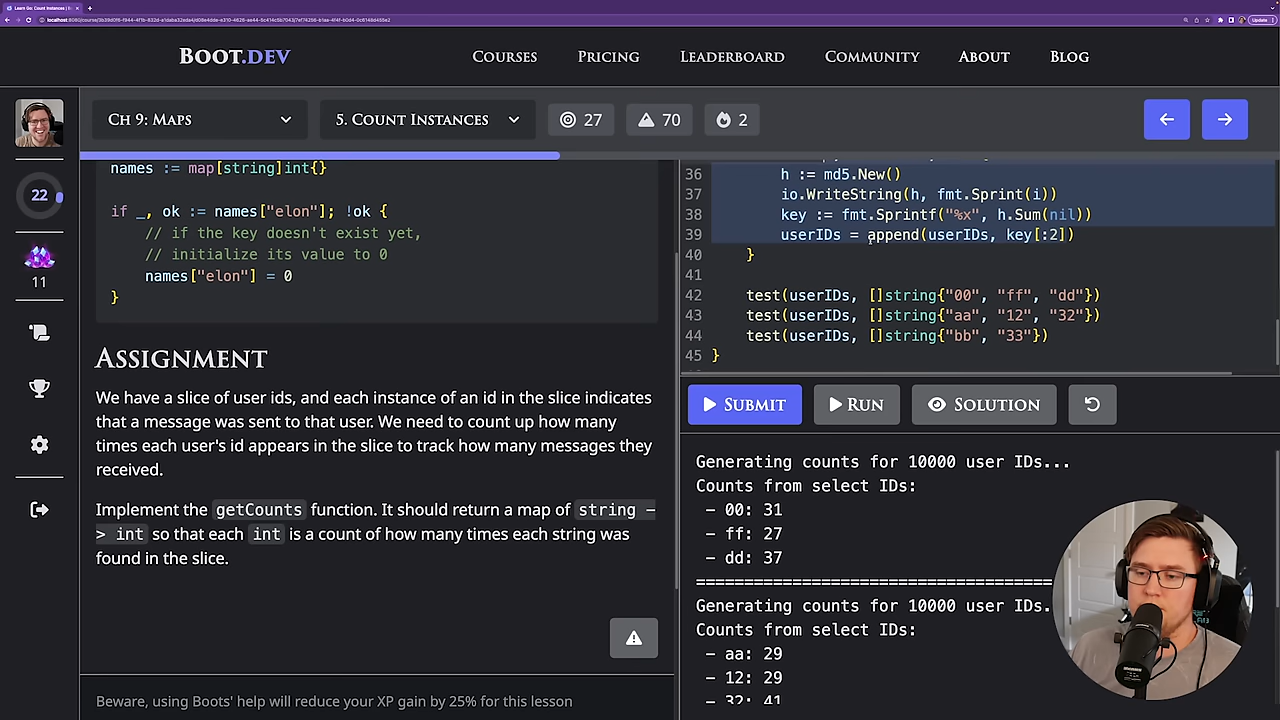 Learn Go: Count Instances
Update
BOOT.DEV
COURSES
PRICING
LEADERBOARD
COMMUNITY
ABOUT
BLOG
CH 9: MAPS
5. COUNT INSTANCES
27
70
2
22
11
names := map[string]int{}
if _, ok := names["elon"]; !ok {
// if the key doesn't exist yet,
// initialize its value to 0
names["elon"] = 0
}
ASSIGNMENT
We have a slice of user ids, and each instance of an id in the slice indicates
that a message was sent to that user. We need to count up how many
times each user's id appears in the slice to track how many messages they
received.
Implement the getCounts function. It should return a map of string -
> int so that each int is a count of how many times each string was
found in the slice.
Beware, using Boots' help will reduce your XP gain by 25% for this lesson
36 h := md5.New()
37 io.WriteString(h, fmt.Sprint(i))
38 key := fmt.Sprintf("%x", h.Sum(nil))
39 userIDs = append(userIDs, key[:2])
40 }
41
42 test(userIDs, []string{"00", "ff", "dd"})
43 test(userIDs, []string{"aa", "12", "32"})
44 test(userIDs, []string{"bb", "33"})
45 }
SUBMIT
RUN
SOLUTION
Generating counts for 10000 user IDs...
Counts from select IDs:
- 00: 31
- ff: 27
- dd: 37
=====================================
Generating counts for 10000 user IDs.
Counts from select IDs:
- aa: 29
- 12: 29
- 32: 41